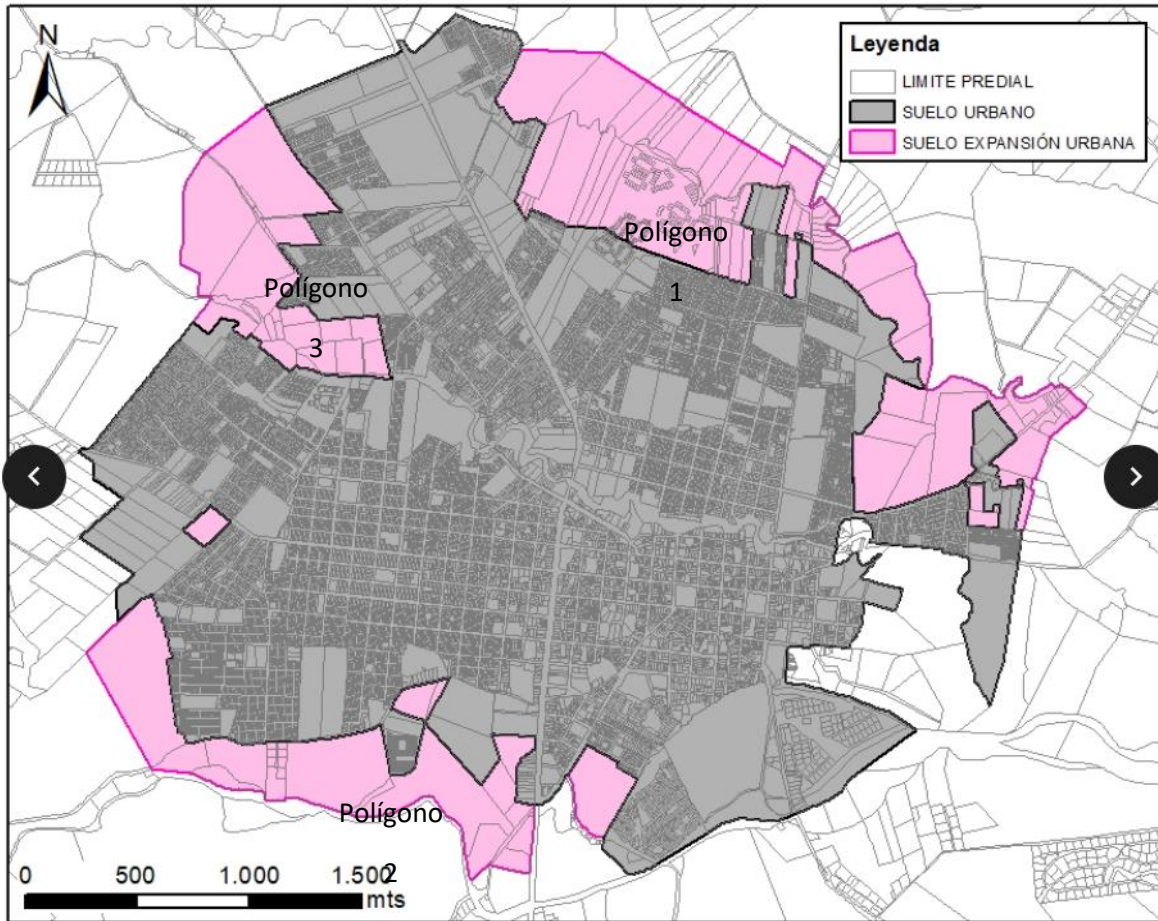 N
Leyenda
LIMITE PREDIAL
SUELO URBANO
SUELO EXPANSIÓN URBANA
Polígono
1
Polígono
3
Polígono
2
0 500 1.000 1.500
mts